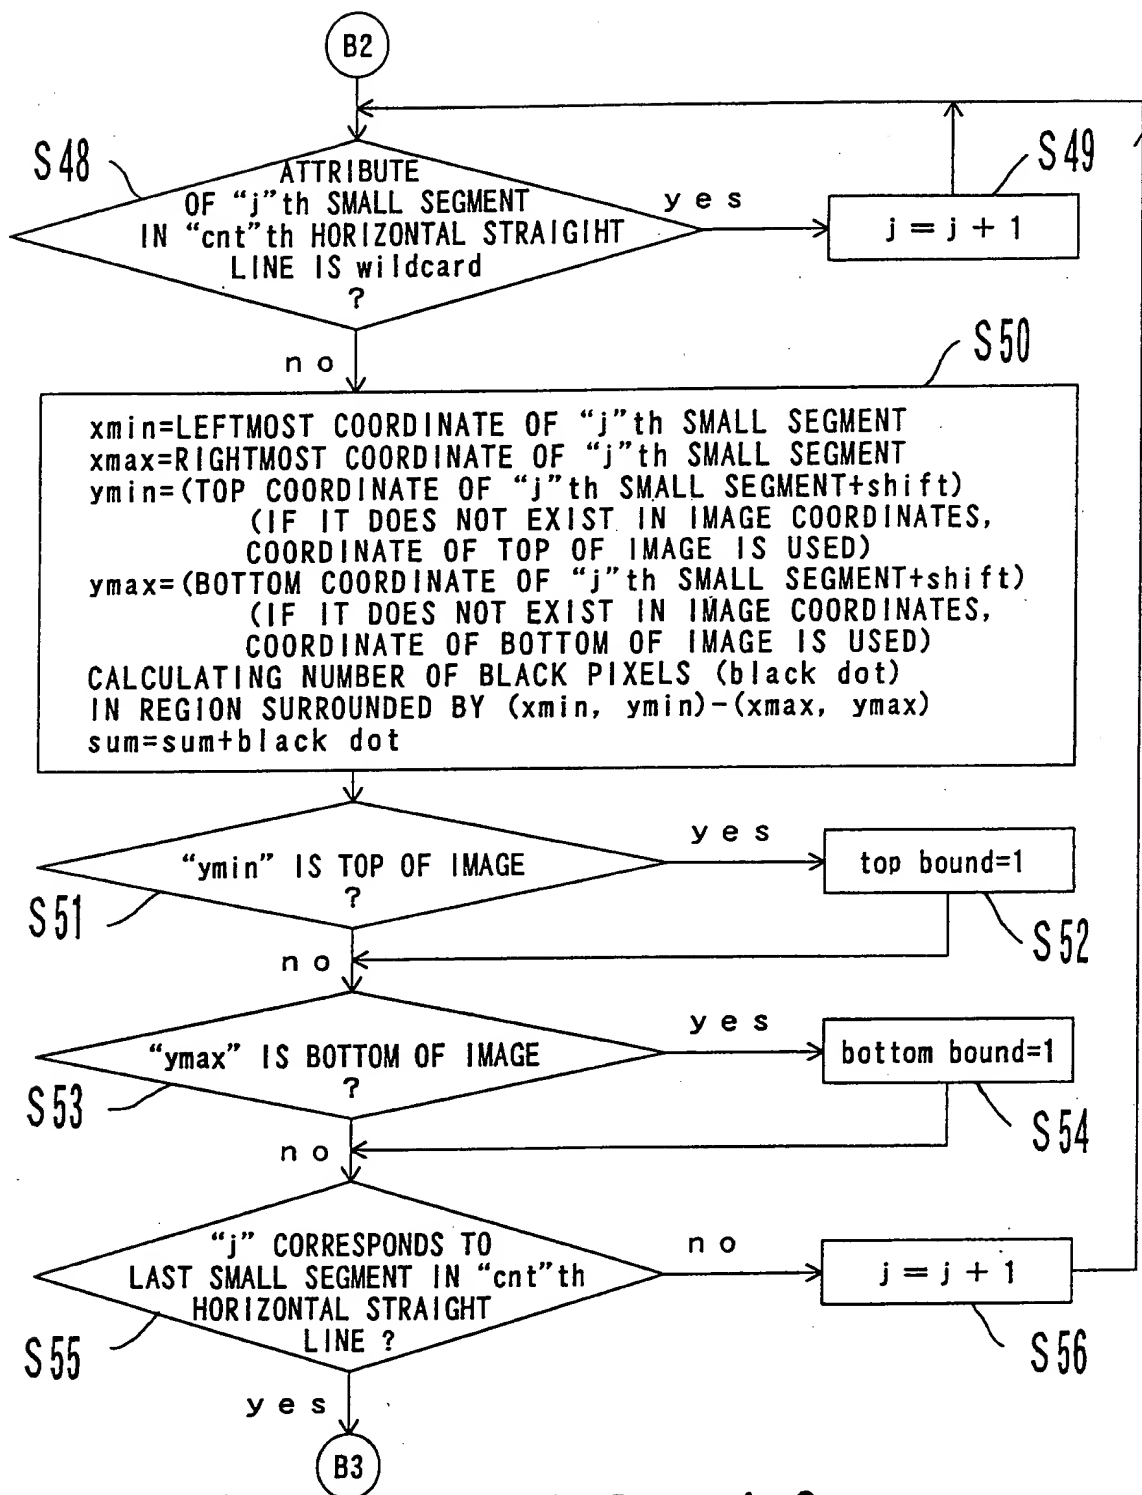 B2
S48
ATTRIBUTE
OF “j”th SMALL SEGMENT
IN “cnt”th HORIZONTAL STRAIGIHT
LINE IS wildcard
?
yes
S49
j = j + 1
no
S50
xmin=LEFTMOST COORDINATE OF “j”th SMALL SEGMENT
xmax=RIGHTMOST COORDINATE OF “j”th SMALL SEGMENT
ymin=(TOP COORDINATE OF “j”th SMALL SEGMENT+shift)
(IF IT DOES NOT EXIST IN IMAGE COORDINATES,
COORDINATE OF TOP OF IMAGE IS USED)
ymax=(BOTTOM COORDINATE OF “j”th SMALL SEGMENT+shift)
(IF IT DOES NOT EXIST IN IMAGE COORDINATES,
COORDINATE OF BOTTOM OF IMAGE IS USED)
CALCULATING NUMBER OF BLACK PIXELS (black dot)
IN REGION SURROUNDED BY (xmin, ymin)-(xmax, ymax)
sum=sum+black dot
“ymin” IS TOP OF IMAGE
?
yes
top bound=1
S51
S52
no
“ymax” IS BOTTOM OF IMAGE
?
yes
bottom bound=1
S53
S54
no
“j” CORRESPONDS TO
LAST SMALL SEGMENT IN “cnt”th
HORIZONTAL STRAIGHT
LINE ?
no
j = j + 1
S55
S56
yes
B3